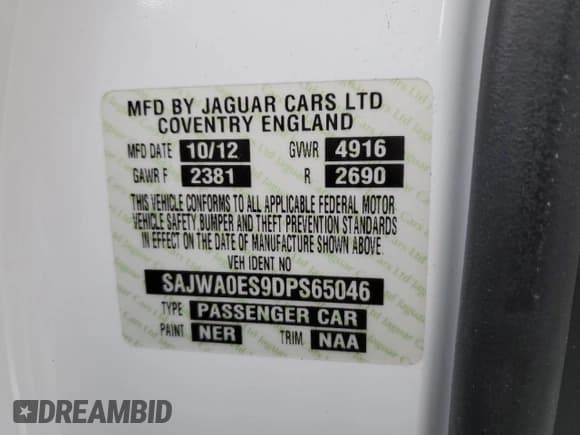 MFD BY JAGUAR CARS LTD
COVENTRY ENGLAND
MFD DATE 10/12 GVWR 4916
GAWR F 2381 R 2690
THIS VEHICLE CONFORMS TO ALL APPLICABLE FEDERAL MOTOR
VEHICLE SAFETY BUMPER AND THEFT PREVENTION STANDARDS
IN EFFECT ON THE DATE OF MANUFACTURE SHOWN ABOVE.
VEH IDENT NO
SAJWA0ES9DPS65046
TYPE PASSENGER CAR
PAINT NER TRIM NAA
DREAMBID